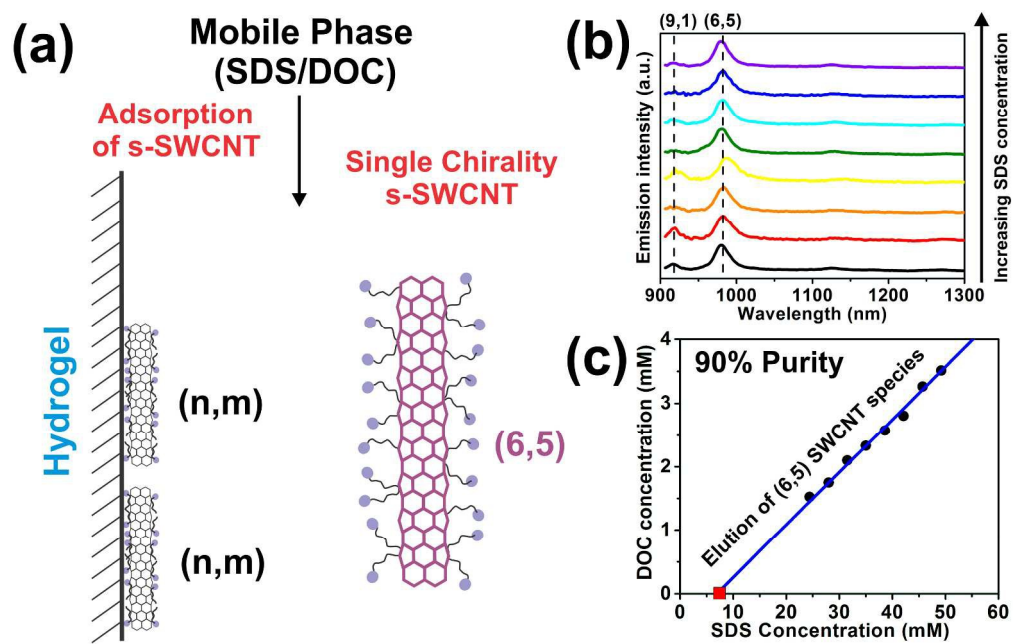 (a)
Mobile Phase
(SDS/DOC)
Adsorption
of s-SWCNT
Single Chirality
s-SWCNT
Hydrogel
(n,m)
(n,m)
(6,5)
(b)
(9,1) (6,5)
Emission intensity (a.u.)
Increasing SDS concentration
900 1000 1100 1200 1300
Wavelength (nm)
(c)
90% Purity
Elution of (6,5) SWCNT species
DOC concentration (mM)
4
3
2
1
0
0 10 20 30 40 50 60
SDS Concentration (mM)